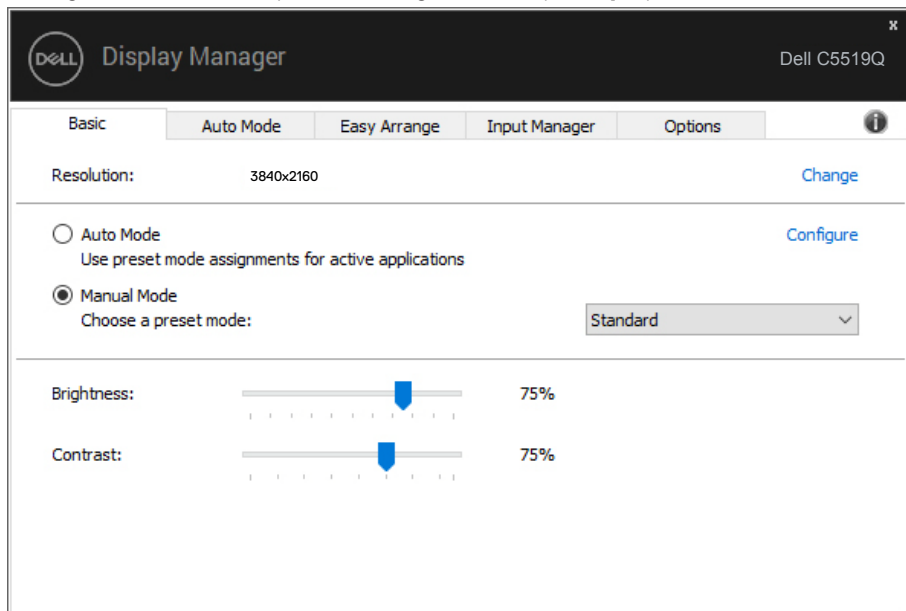 x
DELL Display Manager Dell C5519Q
Basic Auto Mode Easy Arrange Input Manager Options i
Resolution: 3840x2160 Change
Auto Mode Configure
Use preset mode assignments for active applications
Manual Mode
Choose a preset mode: Standard
Brightness: 75%
Contrast: 75%